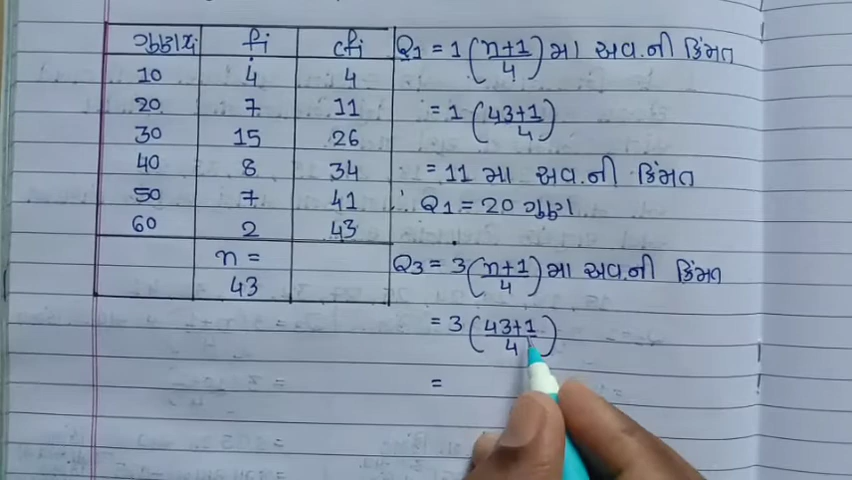 ગુણ xi fi cfi
10 4 4
20 7 11
30 15 26
40 8 34
50 7 41
60 2 43
n = 43
Q₁ = 1 (n+1/4) મા અવ.ની કિંમત
= 1 (43+1/4)
= 11 મા અવ.ની કિંમત
∴ Q₁ = 20 ગુણ
Q₃ = 3 (n+1/4) મા અવ.ની કિંમત
= 3 (43+1/4)
=